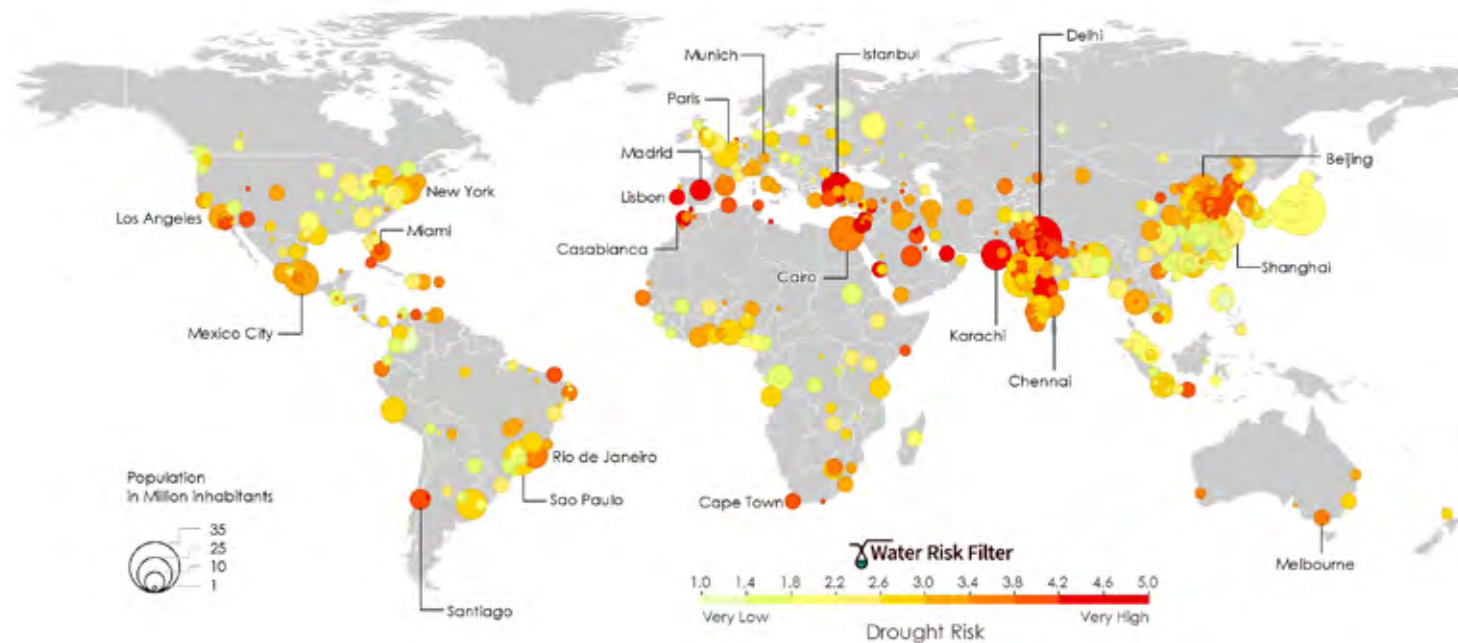 Delhi
Munich
Istanbul
Paris
Madrid
Beijing
New York
Lisbon
Los Angeles
Miami
Casablanca
Cairo
Shanghai
Mexico City
Karachi
Chennai
Rio de Janeiro
Population
in Million inhabitants
Sao Paulo
Cape Town
35
25
10
1
Water Risk Filter
Melbourne
1.0 1.4 1.8 2.2 2.6 3.0 3.4 3.8 4.2 4.6 5.0
Santiago
Very Low Very High
Drought Risk